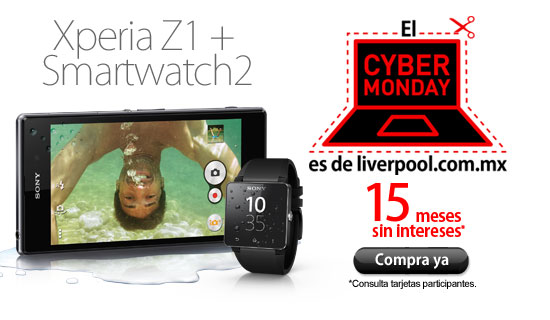 Xperia Z1 +
Smartwatch2
SONY
SONY
10
35
El
CYBER
MONDAY
es de liverpool.com.mx
15 meses
sin intereses*
Compra ya
*Consulta tarjetas participantes.